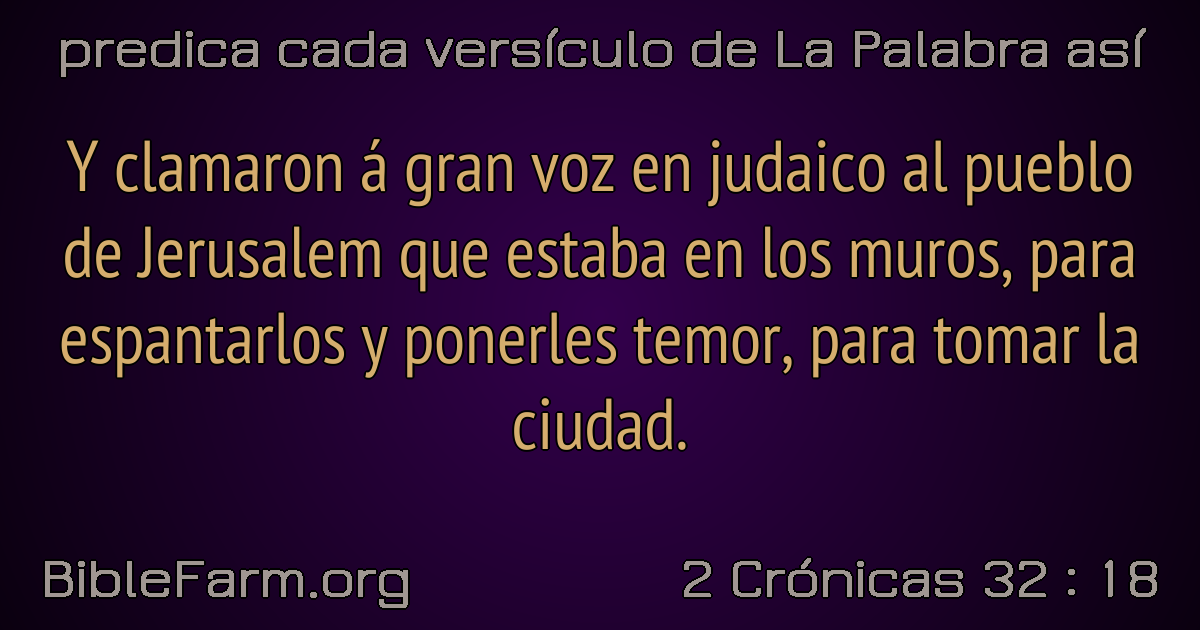 predica cada versículo de La Palabra así
Y clamaron á gran voz en judaico al pueblo
de Jerusalem que estaba en los muros, para
espantarlos y ponerles temor, para tomar la
ciudad.
BibleFarm.org
2 Crónicas 32 : 18